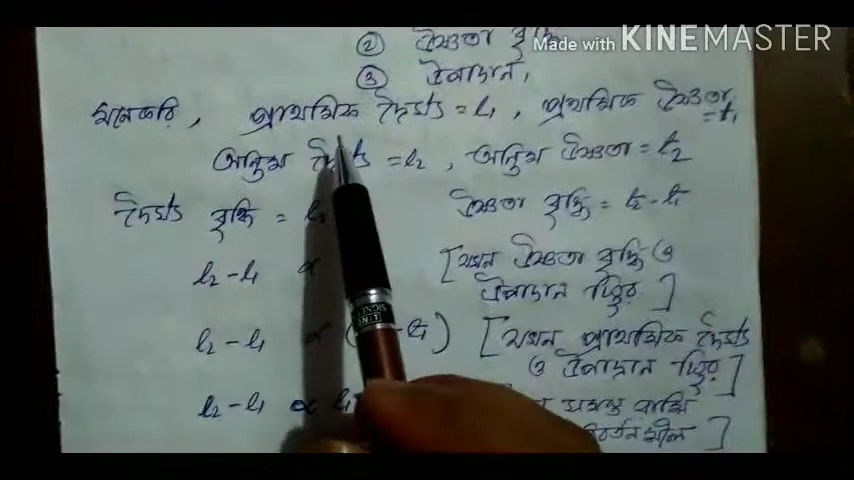 ② উষ্ণতা বৃদ্ধি
Made with KINEMASTER
③ উপাদান,
মনেকরি, প্রাথমিক দৈর্ঘ্য = l₁, প্রাথমিক উষ্ণতা = t₁
অন্তিম দৈর্ঘ্য = l₂, অন্তিম উষ্ণতা = t₂
দৈর্ঘ্য বৃদ্ধি = l₂ উষ্ণতা বৃদ্ধি = t₂ - t₁
l₂ - l₁ ∝ [যখন উষ্ণতা বৃদ্ধি ও
উপাদান স্থির]
l₂ - l₁ ∝ ( - t₁) [যখন প্রাথমিক দৈর্ঘ্য
ও উপাদান স্থির]
l₂ - l₁ ∝ l₁ সমস্ত রাশি
পরিবর্তনশীল]